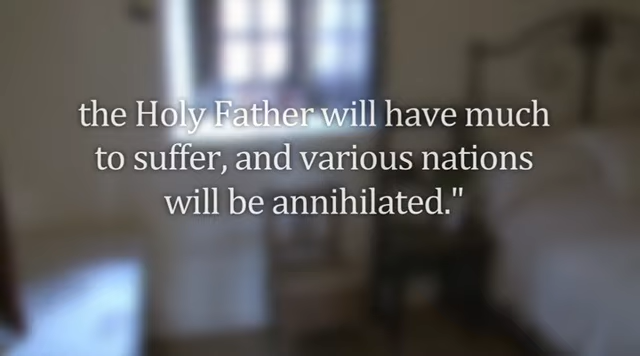 the Holy Father will have much
to suffer, and various nations
will be annihilated."